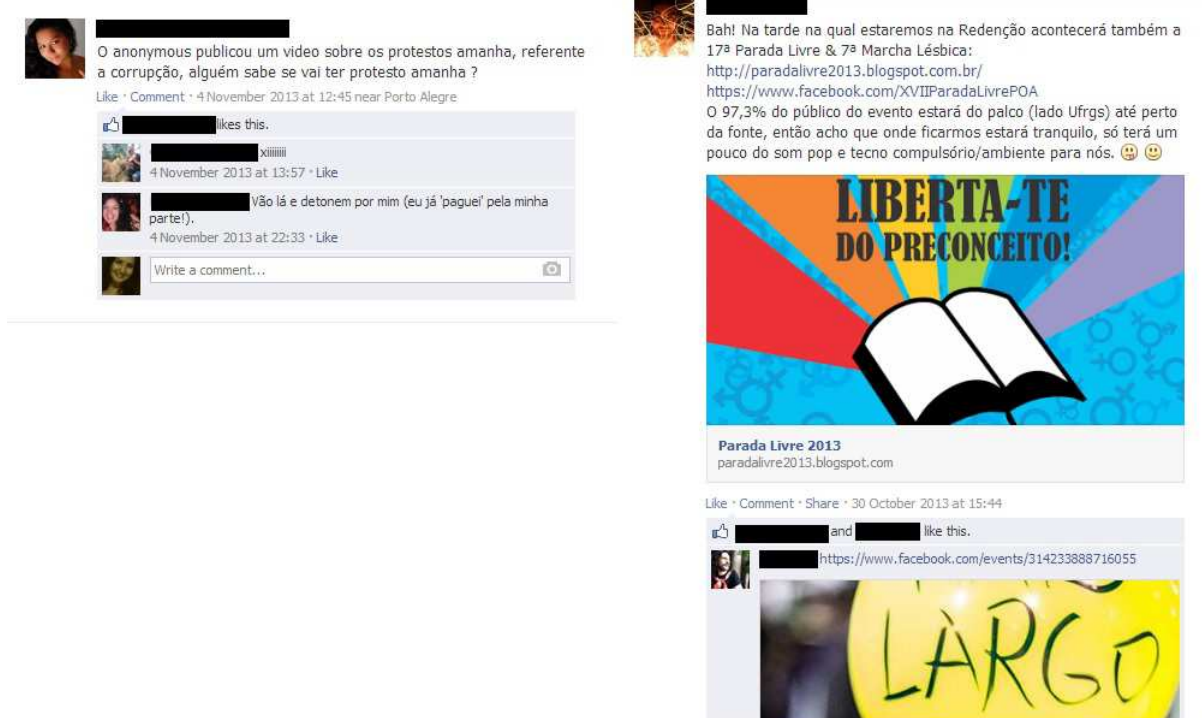 O anonymous publicou um video sobre os protestos amanha, referente
a corrupção, alguém sabe se vai ter protesto amanha ?
Like · Comment · 4 November 2013 at 12:45 near Porto Alegre
likes this.
xiiiiiii
4 November 2013 at 13:57 · Like
Vão lá e detonem por mim (eu já 'paguei' pela minha
parte!).
4 November 2013 at 22:33 · Like
Write a comment...
Bah! Na tarde na qual estaremos na Redenção acontecerá também a
17ª Parada Livre & 7ª Marcha Lésbica:
http://paradalivre2013.blogspot.com.br/
https://www.facebook.com/XVIIParadaLivrePOA
O 97,3% do público do evento estará do palco (lado Ufrgs) até perto
da fonte, então acho que onde ficarmos estará tranquilo, só terá um
pouco do som pop e tecno compulsório/ambiente para nós.
LIBERTA-TE
DO PRECONCEITO!
Parada Livre 2013
paradalivre2013.blogspot.com
Like · Comment · Share · 30 October 2013 at 15:44
and like this.
https://www.facebook.com/events/314233888716055
LARGO